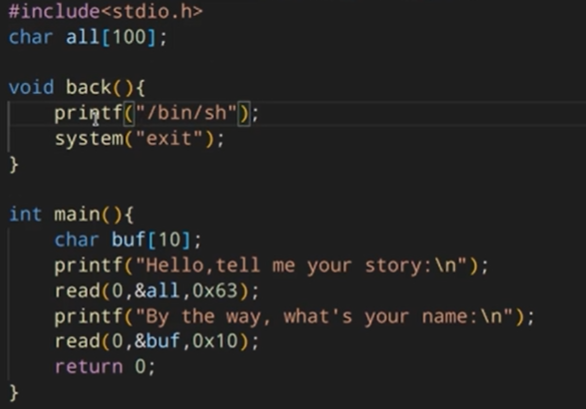 #include<stdio.h>
char all[100];
void back(){
    printf("/bin/sh");
    system("exit");
}
int main(){
    char buf[10];
    printf("Hello,tell me your story:\n");
    read(0,&all,0x63);
    printf("By the way, what's your name:\n");
    read(0,&buf,0x10);
    return 0;
}